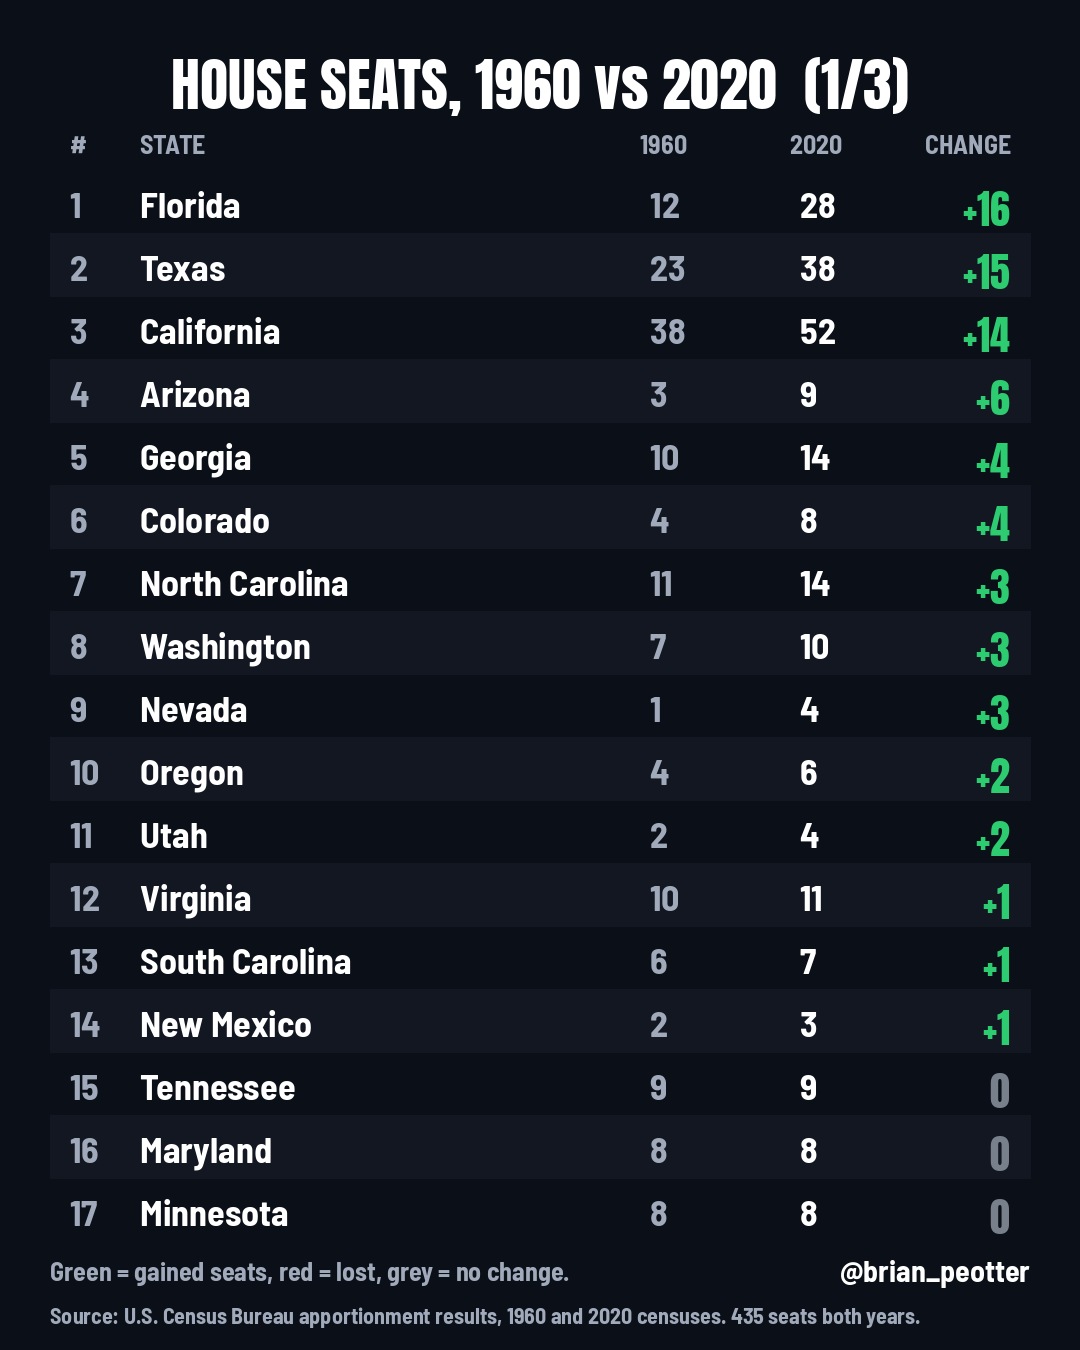 HOUSE SEATS, 1960 vs 2020 (1/3)
# STATE 1960 2020 CHANGE
1 Florida 12 28 +16
2 Texas 23 38 +15
3 California 38 52 +14
4 Arizona 3 9 +6
5 Georgia 10 14 +4
6 Colorado 4 8 +4
7 North Carolina 11 14 +3
8 Washington 7 10 +3
9 Nevada 1 4 +3
10 Oregon 4 6 +2
11 Utah 2 4 +2
12 Virginia 10 11 +1
13 South Carolina 6 7 +1
14 New Mexico 2 3 +1
15 Tennessee 9 9 0
16 Maryland 8 8 0
17 Minnesota 8 8 0
Green = gained seats, red = lost, grey = no change. @brian_peotter
Source: U.S. Census Bureau apportionment results, 1960 and 2020 censuses. 435 seats both years.